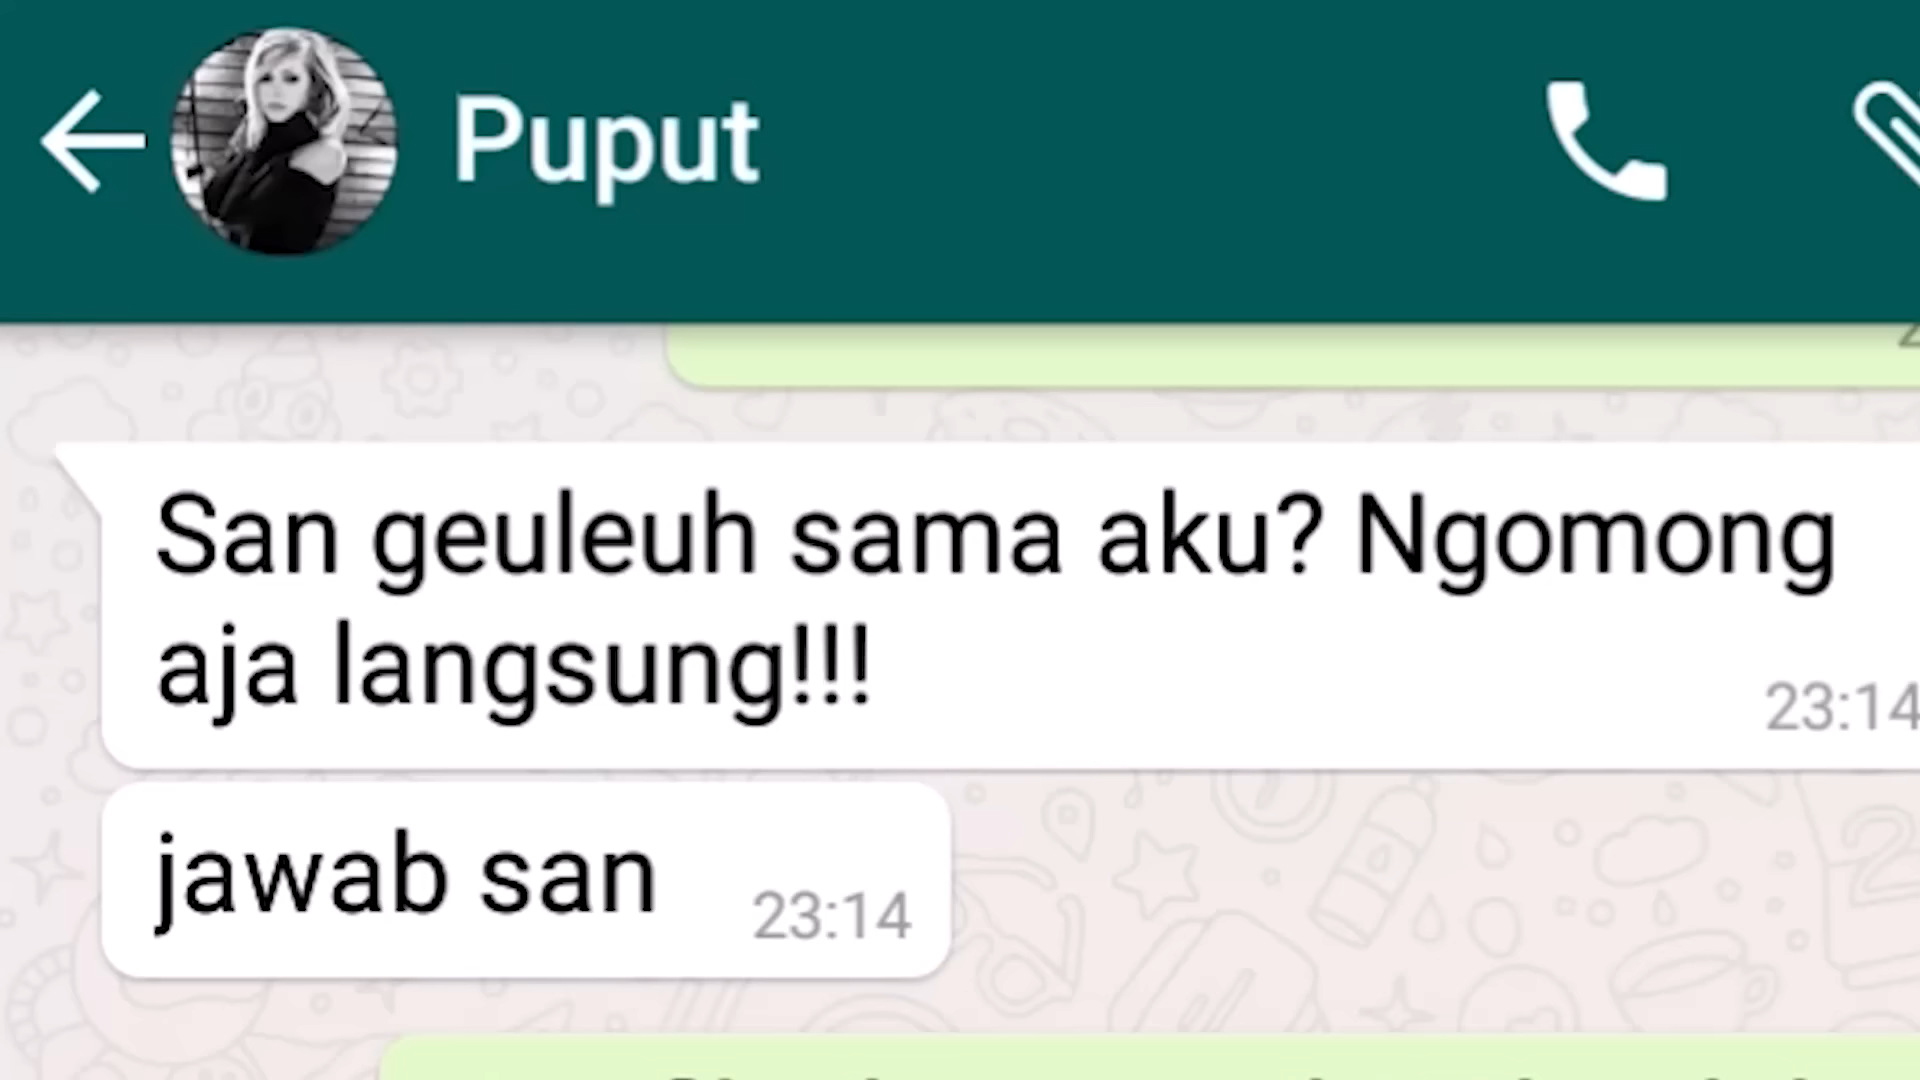 Puput
San geuleuh sama aku? Ngomong
aja langsung!!!
23:14
jawab san
23:14